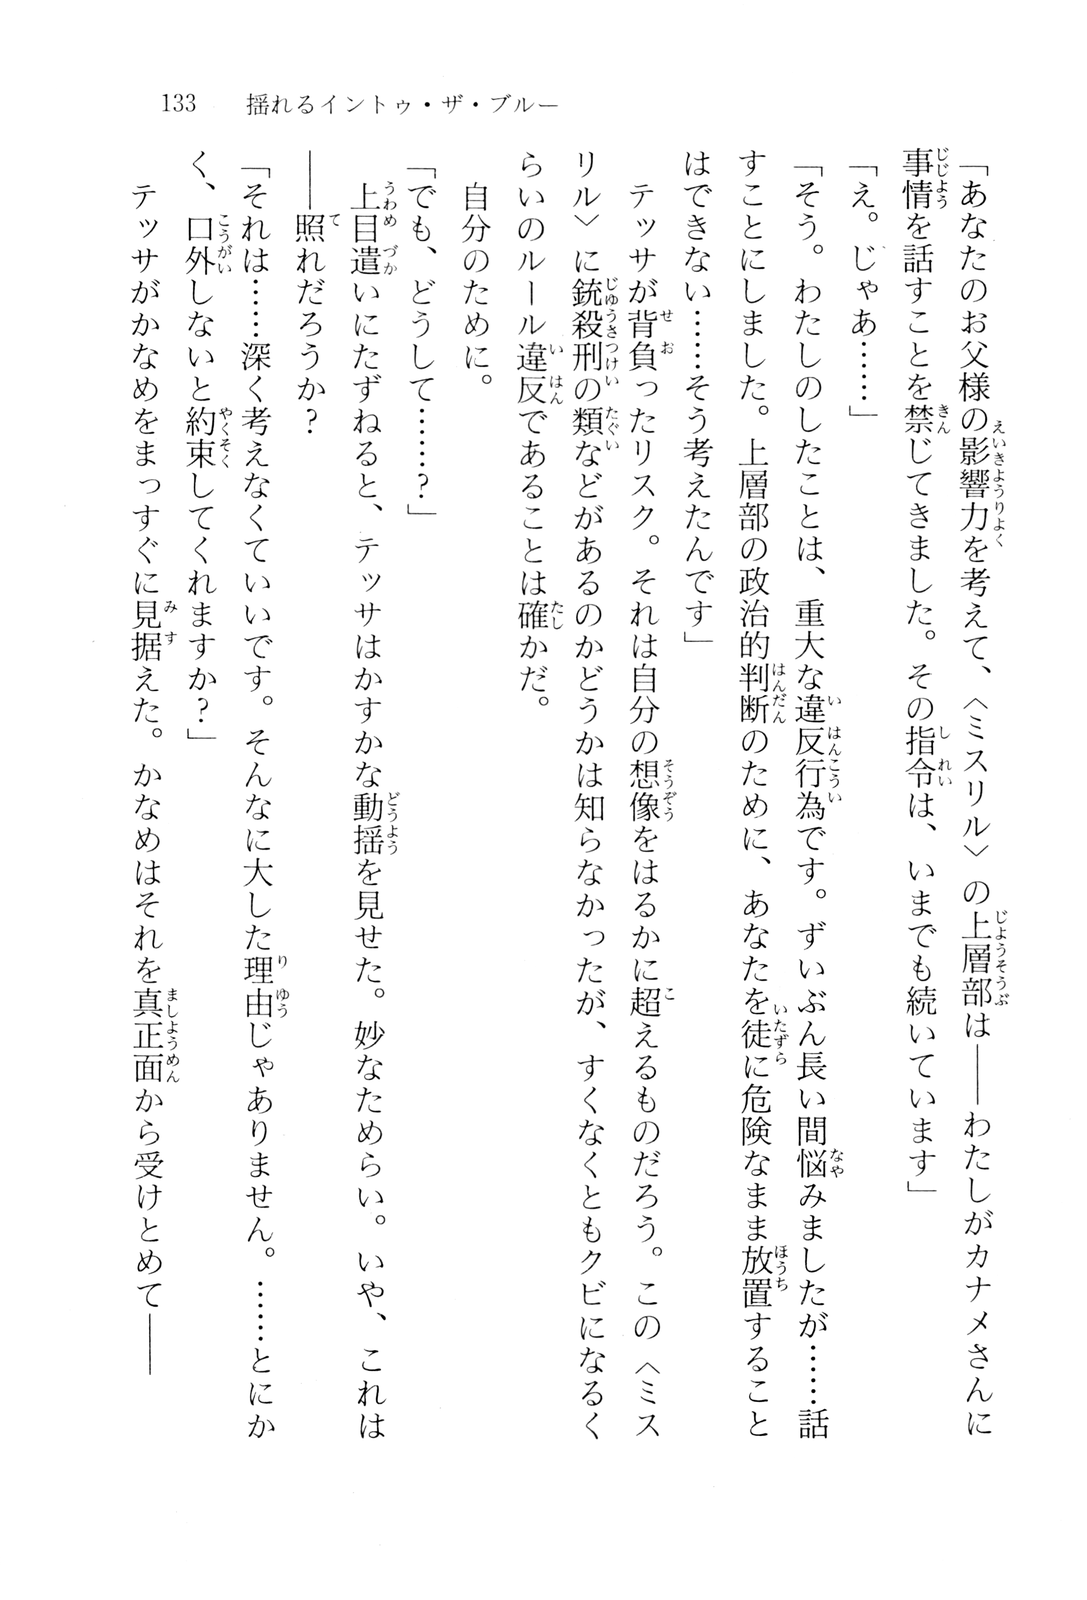 133　揺れるイントゥ・ザ・ブルー
「あなたのお父様の影響力を考えて、〈ミスリル〉の上層部は――わたしがカナメさんに
事情を話すことを禁じてきました。その指令は、いまでも続いています」
「え。じゃあ……」
「そう。わたしのしたことは、重大な違反行為です。ずいぶん長い間悩みましたが……話
すことにしました。上層部の政治的判断のために、あなたを徒に危険なまま放置すること
はできない……そう考えたんです」
　テッサが背負ったリスク。それは自分の想像をはるかに超えるものだろう。この〈ミス
リル〉に銃殺刑の類などがあるのかどうかは知らなかったが、すくなくともクビになるく
らいのルール違反であることは確かだ。
　自分のために。
「でも、どうして……？」
　上目遣いにたずねると、テッサはかすかな動揺を見せた。妙なためらい。いや、これは
――照れだろうか？
「それは……深く考えなくていいです。そんなに大した理由じゃありません。……とにか
く、口外しないと約束してくれますか？」
　テッサがかなめをまっすぐに見据えた。かなめはそれを真正面から受けとめて――